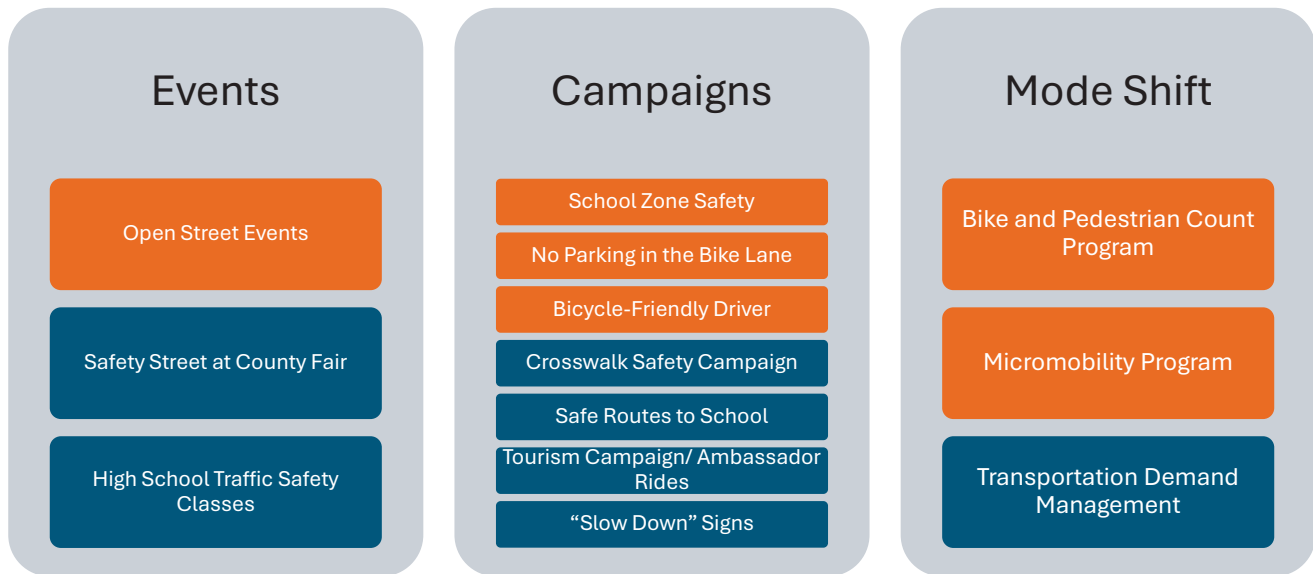 Events
Open Street Events
Safety Street at County Fair
High School Traffic Safety
Classes
Campaigns
School Zone Safety
No Parking in the Bike Lane
Bicycle-Friendly Driver
Crosswalk Safety Campaign
Safe Routes to School
Tourism Campaign/ Ambassador
Rides
“Slow Down” Signs
Mode Shift
Bike and Pedestrian Count
Program
Micromobility Program
Transportation Demand
Management